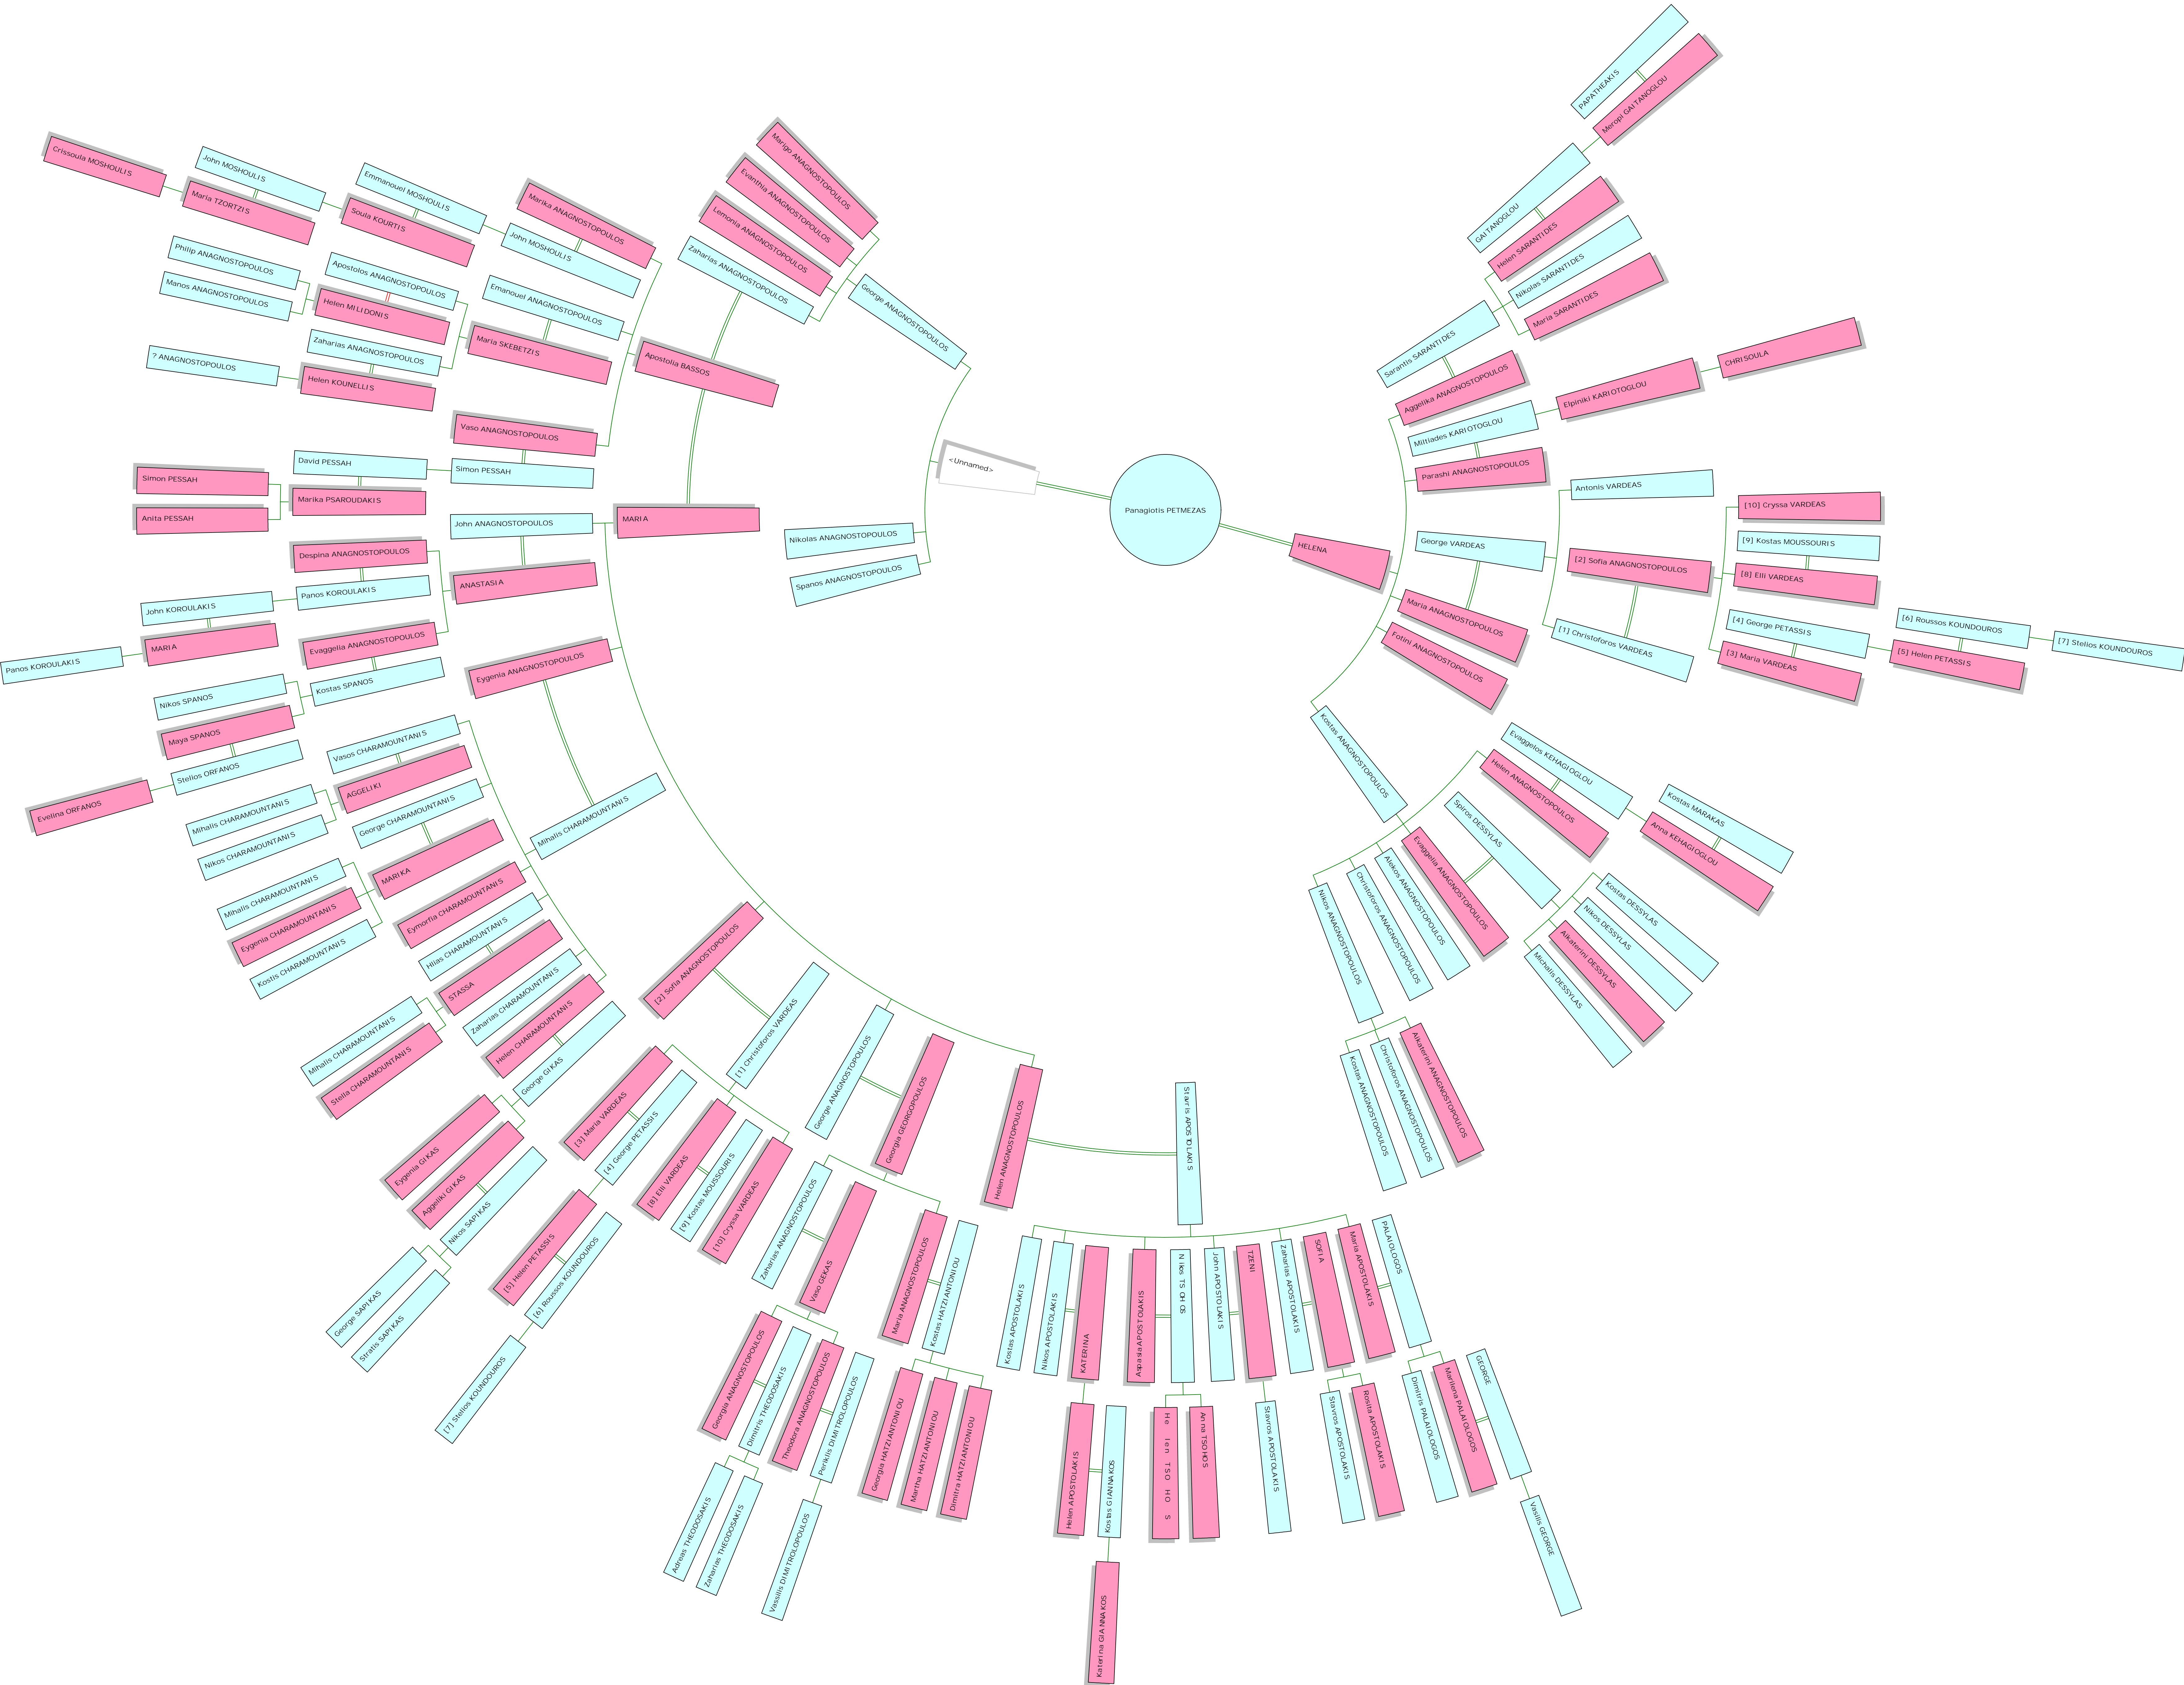 Panagiotis PETMEZAS
<Unnamed>
George ANAGNOSTOPOULOS
Marigo ANAGNOSTOPOULOS
Evanthia ANAGNOSTOPOULOS
Lemonia ANAGNOSTOPOULOS
Zaharias ANAGNOSTOPOULOS
Apostolia BASSOS
Marika ANAGNOSTOPOULOS
John MOSHOULIS
Emmanouel MOSHOULIS
Soula KOURTIS
John MOSHOULIS
Maria TZORTZIS
Crissoula MOSHOULIS
Emanouel ANAGNOSTOPOULOS
Maria SKEBETZIS
Apostolos ANAGNOSTOPOULOS
Helen MILIDONIS
Philip ANAGNOSTOPOULOS
Manos ANAGNOSTOPOULOS
Zaharias ANAGNOSTOPOULOS
Helen KOUNELLIS
? ANAGNOSTOPOULOS
Vaso ANAGNOSTOPOULOS
Simon PESSAH
David PESSAH
Marika PSAROUDAKIS
Simon PESSAH
Anita PESSAH
MARIA
John ANAGNOSTOPOULOS
ANASTASIA
Despina ANAGNOSTOPOULOS
Panos KOROULAKIS
John KOROULAKIS
MARIA
Panos KOROULAKIS
Evaggelia ANAGNOSTOPOULOS
Kostas SPANOS
Nikos SPANOS
Maya SPANOS
Stelios ORFANOS
Evelina ORFANOS
Eygenia ANAGNOSTOPOULOS
Mihalis CHARAMOUNTANIS
Vasos CHARAMOUNTANIS
AGGELIKI
Mihalis CHARAMOUNTANIS
Nikos CHARAMOUNTANIS
George CHARAMOUNTANIS
MARIKA
Mihalis CHARAMOUNTANIS
Eygenia CHARAMOUNTANIS
Kostis CHARAMOUNTANIS
Eymorfia CHARAMOUNTANIS
Hlias CHARAMOUNTANIS
STASSA
Mihalis CHARAMOUNTANIS
Stella CHARAMOUNTANIS
Zaharias CHARAMOUNTANIS
Helen CHARAMOUNTANIS
George GIKAS
Eygenia GIKAS
Aggeliki GIKAS
Nikos SAPIKAS
George SAPIKAS
Stratis SAPIKAS
[2] Sofia ANAGNOSTOPOULOS
[1] Christoforos VARDEAS
[3] Maria VARDEAS
[4] George PETASSIS
[5] Helen PETASSIS
[6] Roussos KOUNDOUROS
[7] Stelios KOUNDOUROS
[8] Elli VARDEAS
[9] Kostas MOUSSOURIS
[10] Cryssa VARDEAS
George ANAGNOSTOPOULOS
Georgia GEORGOPOULOS
Zaharias ANAGNOSTOPOULOS
Vaso GEKAS
Georgia ANAGNOSTOPOULOS
Dimitris THEODOSAKIS
Adreas THEODOSAKIS
Zaharias THEODOSAKIS
Theodora ANAGNOSTOPOULOS
Periklis DIMITROLOPOULOS
Vassilis DIMITROLOPOULOS
Maria ANAGNOSTOPOULOS
Kostas HATZIANTONIOU
Georgia HATZIANTONIOU
Martha HATZIANTONIOU
Dimitra HATZIANTONIOU
Helen ANAGNOSTOPOULOS
Stavris APOSTOLAKIS
Kostas APOSTOLAKIS
Nikos APOSTOLAKIS
KATERINA
Helen APOSTOLAKIS
Kostas GIANNAKOS
Katerina GIANNAKOS
Aspasia APOSTOLAKIS
Nikos TSOHOS
Helen TSOHOS
Anna TSOHOS
John APOSTOLAKIS
TZENI
Stavros APOSTOLAKIS
Zaharias APOSTOLAKIS
SOFIA
Stavros APOSTOLAKIS
Rosita APOSTOLAKIS
Maria APOSTOLAKIS
PALAIOLOGOS
Dimitris PALAIOLOGOS
Marilena PALAIOLOGOS
GEORGE
Vasilis GEORGE
Nikolas ANAGNOSTOPOULOS
Spanos ANAGNOSTOPOULOS
HELENA
Aggelika ANAGNOSTOPOULOS
Sarantis SARANTIDES
Helen SARANTIDES
GAITANOGLOU
Meropi GAITANOGLOU
PAPATHEAKIS
Nikolas SARANTIDES
Maria SARANTIDES
Miltiades KARIOTOGLOU
Parashi ANAGNOSTOPOULOS
Elpiniki KARIOTOGLOU
CHRISOULA
George VARDEAS
Maria ANAGNOSTOPOULOS
Antonis VARDEAS
[2] Sofia ANAGNOSTOPOULOS
[1] Christoforos VARDEAS
[10] Cryssa VARDEAS
[9] Kostas MOUSSOURIS
[8] Elli VARDEAS
[4] George PETASSIS
[3] Maria VARDEAS
[6] Roussos KOUNDOUROS
[5] Helen PETASSIS
[7] Stelios KOUNDOUROS
Fotini ANAGNOSTOPOULOS
Kostas ANAGNOSTOPOULOS
Evaggelia ANAGNOSTOPOULOS
Evaggelos KEHAGIOGLOU
Helen ANAGNOSTOPOULOS
Kostas MARAKAS
Anna KEHAGIOGLOU
Spiros DESSYLAS
Kostas DESSYLAS
Nikos DESSYLAS
Aikaterini DESSYLAS
Michalis DESSYLAS
Alekos ANAGNOSTOPOULOS
Christoforos ANAGNOSTOPOULOS
Nikos ANAGNOSTOPOULOS
Aikaterini ANAGNOSTOPOULOS
Christoforos ANAGNOSTOPOULOS
Kostas ANAGNOSTOPOULOS